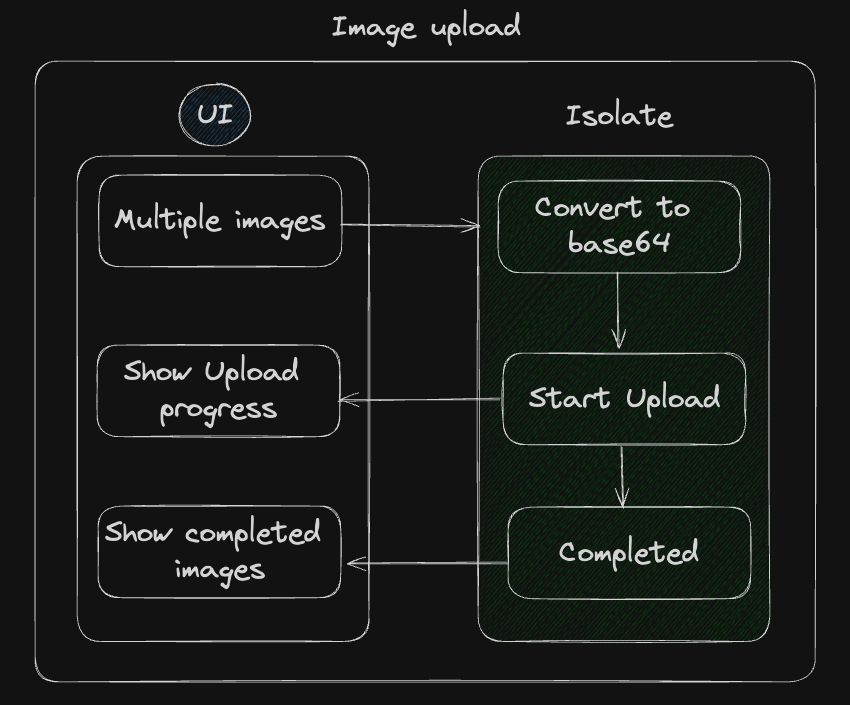 Image upload
UI
Isolate
Multiple images
Convert to
base64
Show Upload
progress
Start Upload
Show completed
images
Completed